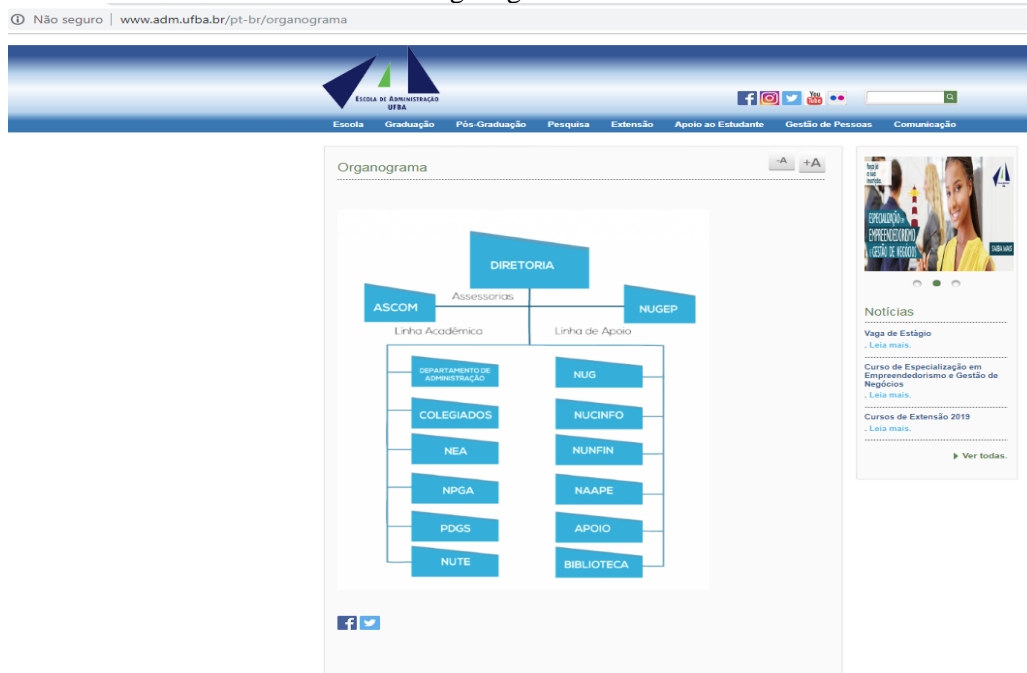 Não seguro | www.adm.ufba.br/pt-br/organograma
ESCOLA DE ADMINISTRAÇÃO
UFBA
You
Tube
Escola Graduação Pós-Graduação Pesquisa Extensão Apoio ao Estudante Gestão de Pessoas Comunicação
Organograma
-A +A
DIRETORIA
Assessorias
ASCOM
NUGEP
Linha Acadêmica
Linha de Apoio
DEPARTAMENTO DE
ADMINISTRAÇÃO
NUG
COLEGIADOS
NUCINFO
NEA
NUNFIN
NPGA
NAAPE
PDGS
APOIO
NUTE
BIBLIOTECA
ESPECIALIZAÇÃO EM
EMPREENDEDORISMO
E GESTÃO DE NEGÓCIOS
SAIBA MAIS
Notícias
Vaga de Estágio
. Leia mais.
Curso de Especialização em
Empreendedorismo e Gestão de
Negócios
. Leia mais.
Cursos de Extensão 2019
. Leia mais.
Ver todas.